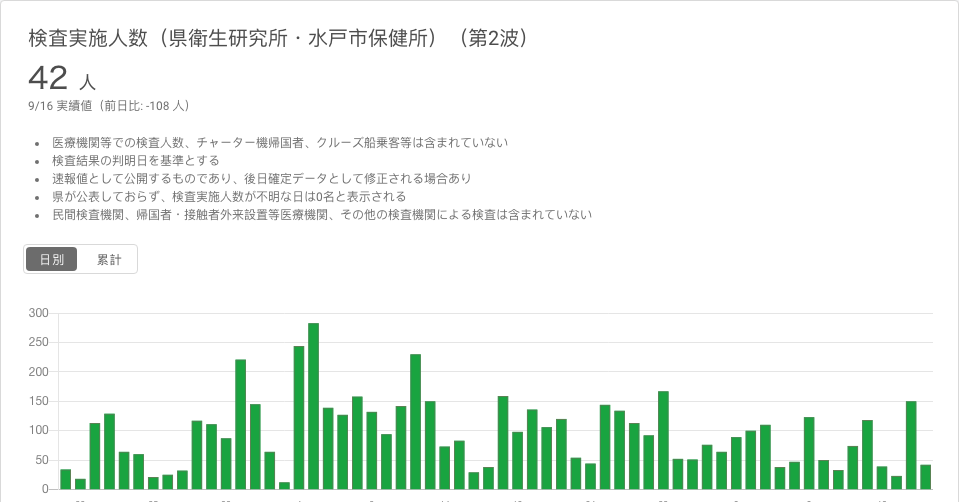 検査実施人数（県衛生研究所・水戸市保健所）（第2波）
42 人
9/16 実績値（前日比: -108 人）
• 医療機関等での検査人数、チャーター機帰国者、クルーズ船乗客等は含まれていない
• 検査結果の判明日を基準とする
• 速報値として公開するものであり、後日確定データとして修正される場合あり
• 県が公表しておらず、検査実施人数が不明な日は0名と表示される
• 民間検査機関、帰国者・接触者外来設置等医療機関、その他の検査機関による検査は含まれていない
日別 累計
300
250
200
150
100
50
0